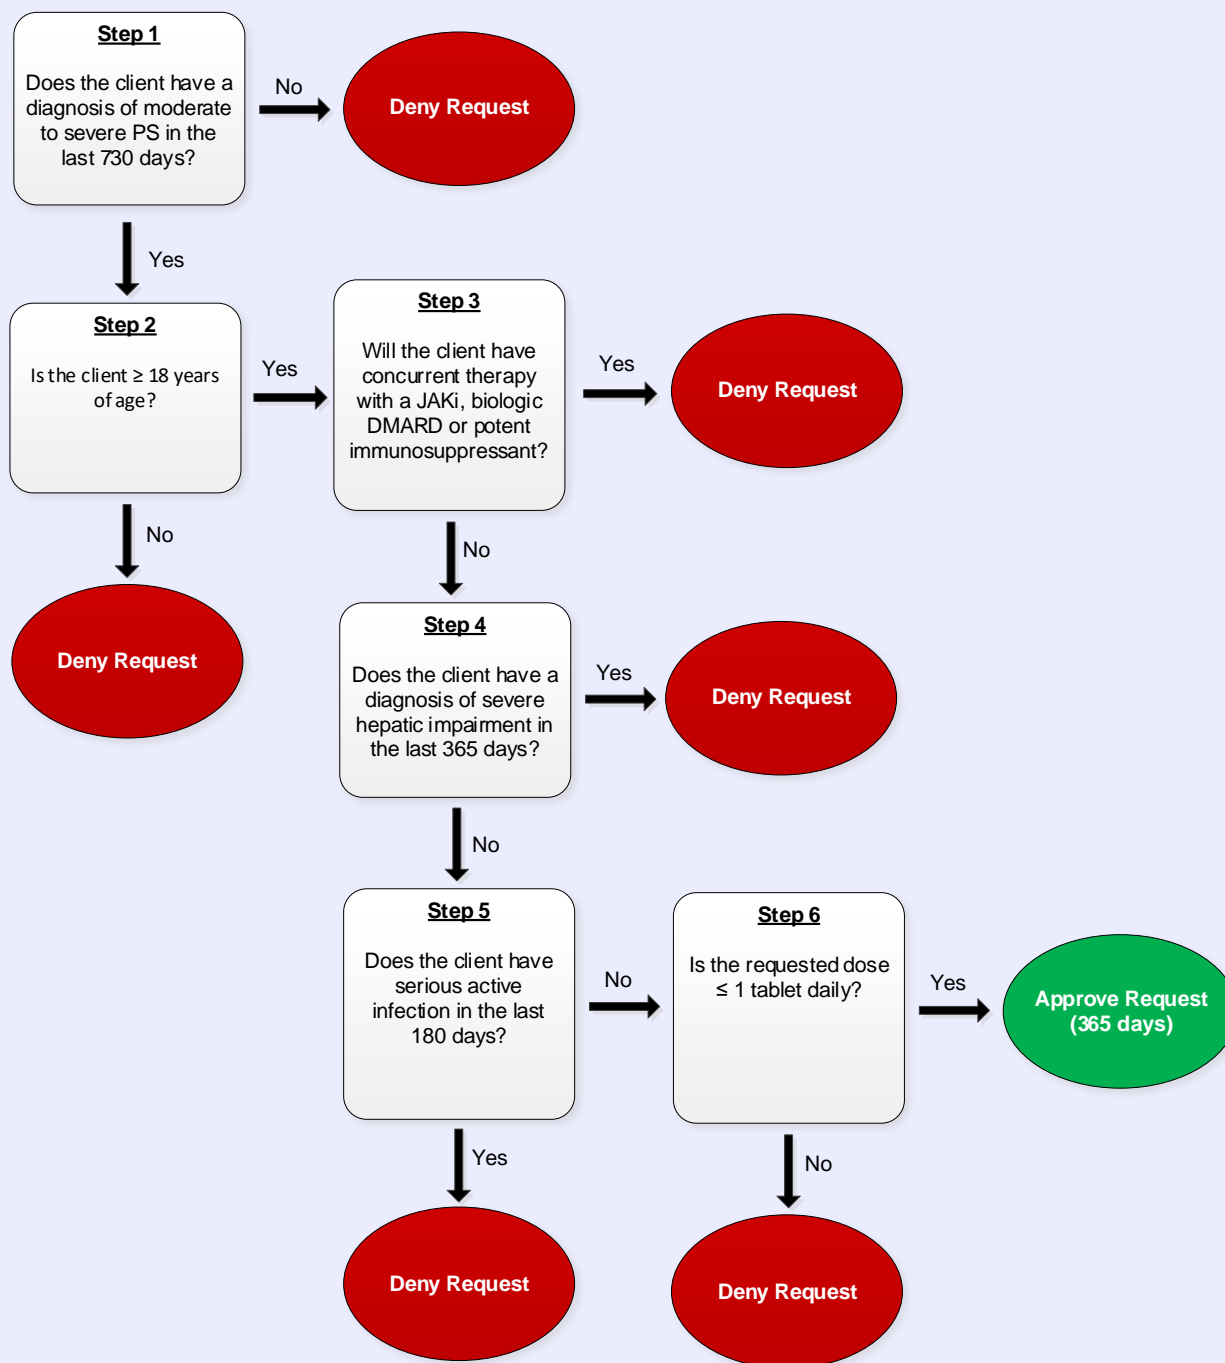 Step 1
Does the client have a
diagnosis of moderate
to severe PS in the
last 730 days?
No
Deny Request
Yes
Step 2
Is the client ≥ 18 years
of age?
Yes
Step 3
Will the client have
concurrent therapy
with a JAKi, biologic
DMARD or potent
immunosuppressant?
Yes
Deny Request
No
Deny Request
No
Step 4
Does the client have a
diagnosis of severe
hepatic impairment in
the last 365 days?
Yes
Deny Request
No
Step 5
Does the client have
serious active
infection in the last
180 days?
No
Step 6
Is the requested dose
≤ 1 tablet daily?
Yes
Approve Request
(365 days)
Yes
Deny Request
No
Deny Request